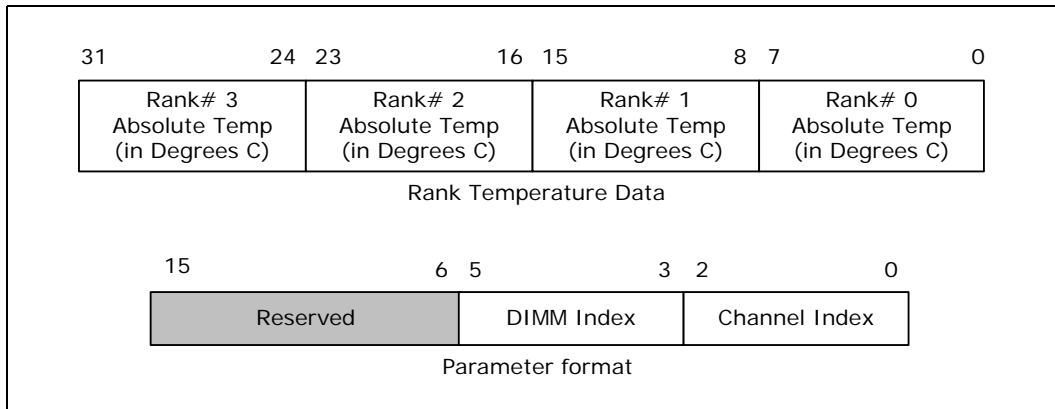 31 24 23 16 15 8 7 0
Rank# 3 Rank# 2 Rank# 1 Rank# 0
Absolute Temp Absolute Temp Absolute Temp Absolute Temp
(in Degrees C) (in Degrees C) (in Degrees C) (in Degrees C)
Rank Temperature Data
15 6 5 3 2 0
Reserved DIMM Index Channel Index
Parameter format